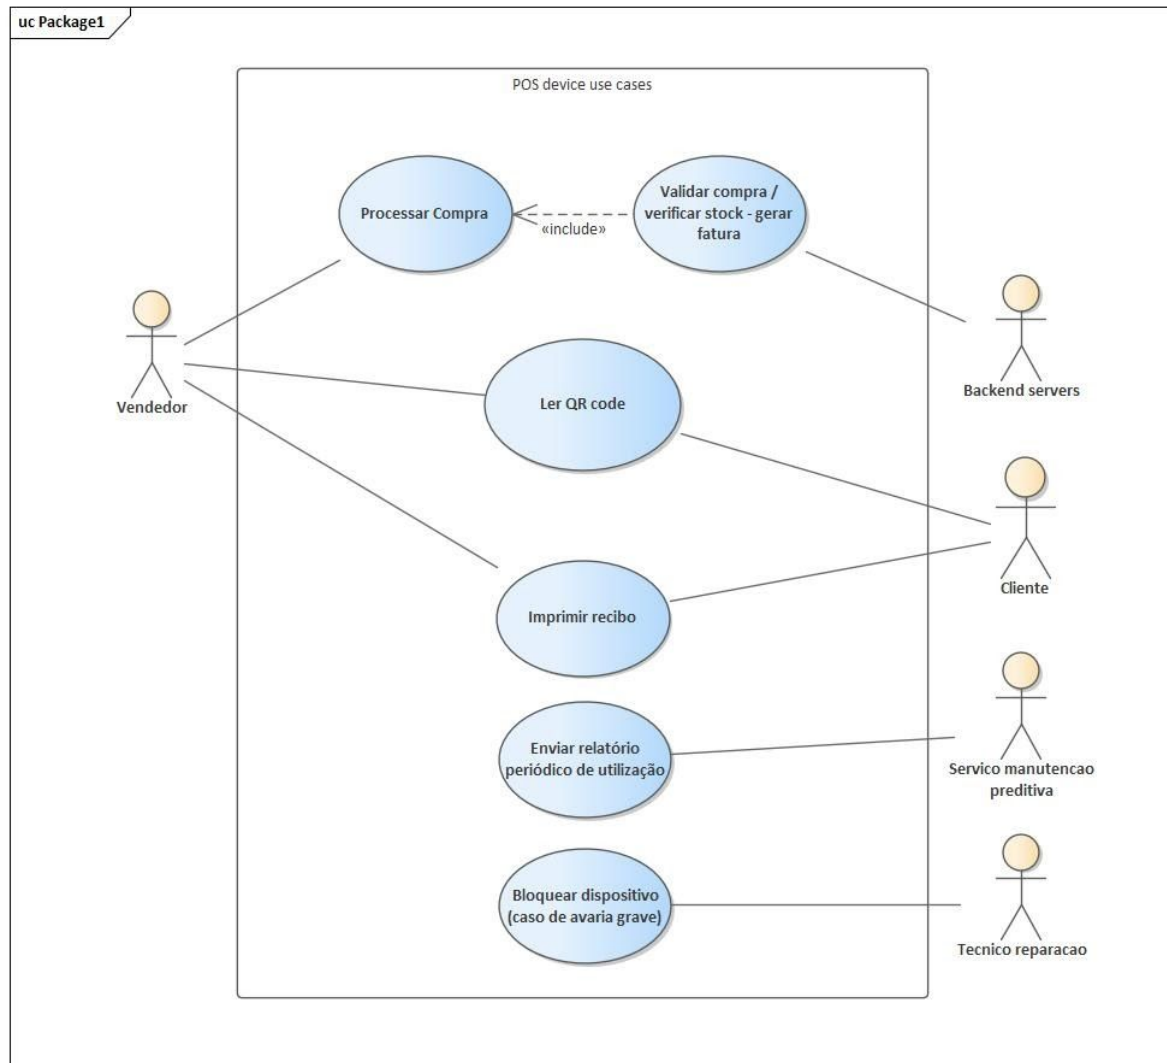 uc Package1
POS device use cases
Processar Compra
«include»
Validar compra /
verificar stock - gerar
fatura
Vendedor
Backend servers
Ler QR code
Cliente
Imprimir recibo
Enviar relatório
periódico de utilização
Servico manutencao
preditiva
Bloquear dispositivo
(caso de avaria grave)
Tecnico reparacao